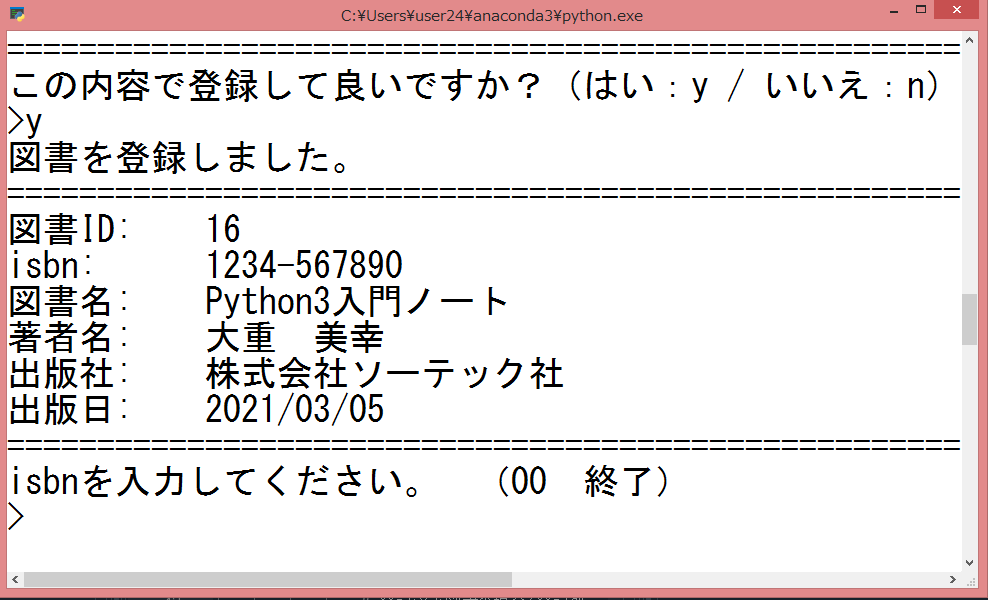 C:¥Users¥user24¥anaconda3¥python.exe
=====================================================
この内容で登録して良いですか？（はい：y / いいえ：n）
>y
図書を登録しました。
=====================================================
図書ID:    16
isbn:      1234-567890
図書名:    Python3入門ノート
著者名:    大重　美幸
出版社:    株式会社ソーテック社
出版日:    2021/03/05
=====================================================
isbnを入力してください。　（00　終了）
>